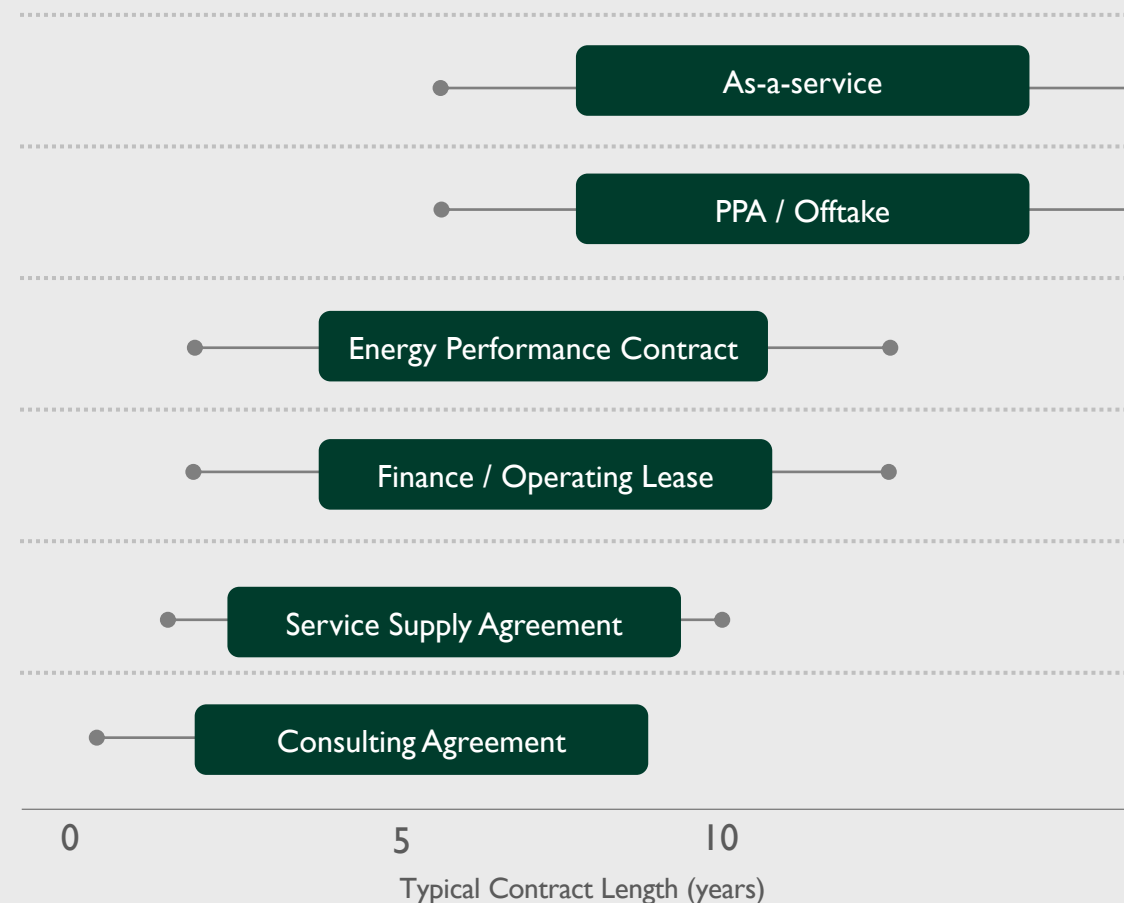 As-a-service
PPA / Offtake
Energy Performance Contract
Finance / Operating Lease
Service Supply Agreement
Consulting Agreement
0 5 10
Typical Contract Length (years)